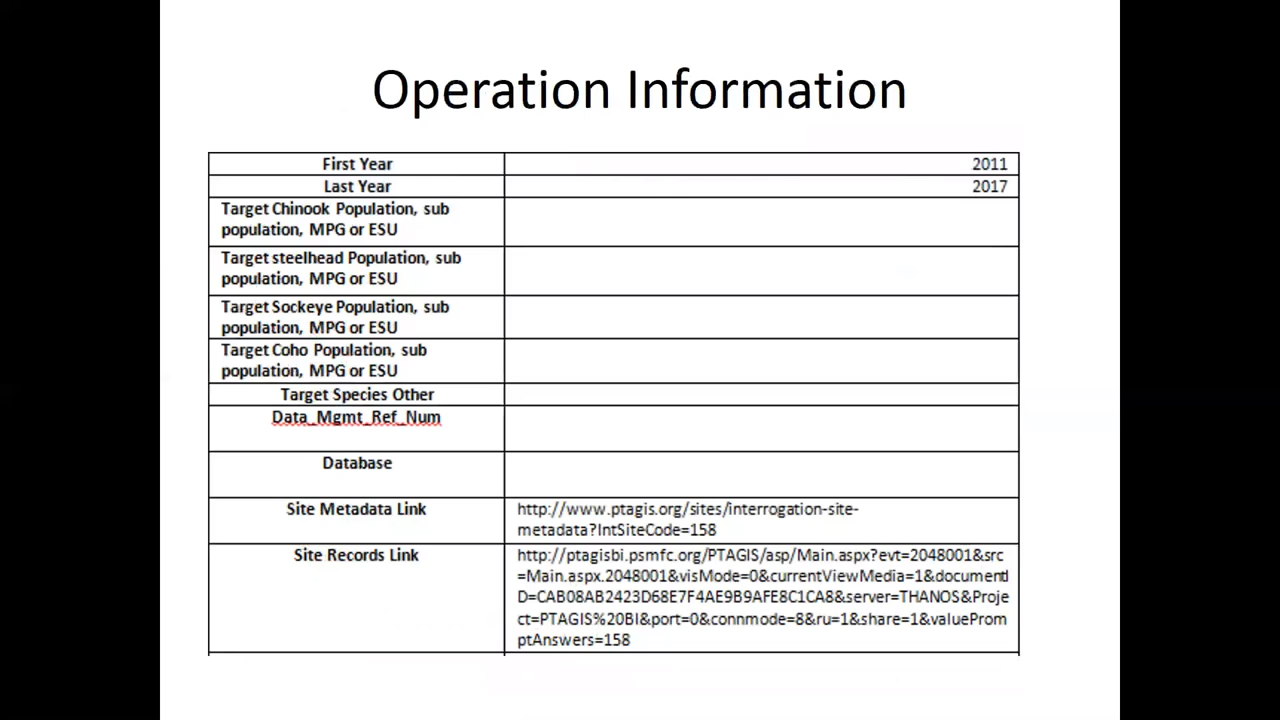 Operation Information
First Year 2011
Last Year 2017
Target Chinook Population, sub
population, MPG or ESU
Target steelhead Population, sub
population, MPG or ESU
Target Sockeye Population, sub
population, MPG or ESU
Target Coho Population, sub
population, MPG or ESU
Target Species Other
Data_Mgmt_Ref_Num
Database
Site Metadata Link
http://www.ptagis.org/sites/interrogation-site-
metadata?IntSiteCode=158
Site Records Link
http://ptagisbi.psmfc.org/PTAGIS/asp/Main.aspx?evt=2048001&src
=Main.aspx.2048001&visMode=0&currentViewMedia=1&documentI
D=CAB08AB2423D68E7F4AE9B9AFE8C1CA8&server=THANOS&Proje
ct=PTAGIS%20BI&port=0&connmode=8&ru=1&share=1&valueProm
ptAnswers=158